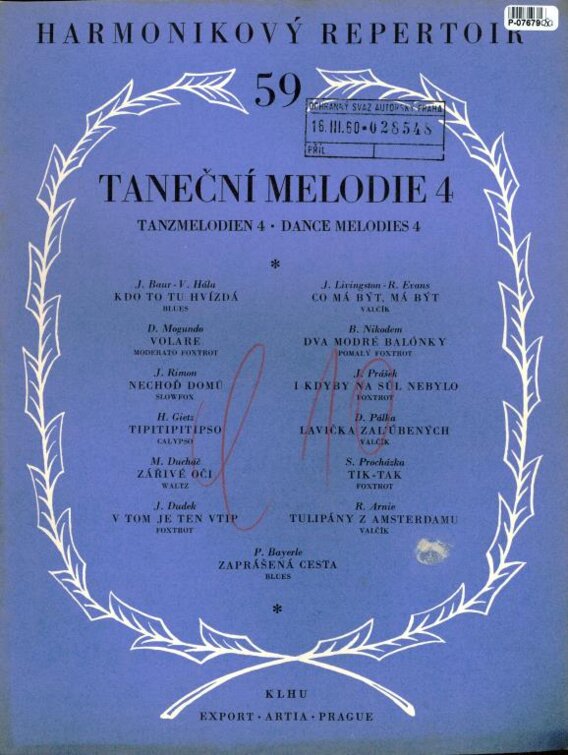 HARMONIKOVÝ REPERTOIR
59
OCHRANNÝ SVAZ AUTORSKÝ PRAHA
16. III. 60 • 028548
PŘÍL.
TANEČNÍ MELODIE 4
TANZMELODIEN 4 · DANCE MELODIES 4
*
J. Baur - V. Hála
KDO TO TU HVÍZDÁ
BLUES
D. Mogundo
VOLARE
MODERATO FOXTROT
J. Rimon
NECHOĎ DOMŮ
SLOWFOX
H. Gietz
TIPITIPITIPSO
CALYPSO
M. Ducháč
ZÁŘIVÉ OČI
WALTZ
J. Dudek
V TOM JE TEN VTIP
FOXTROT
J. Livingston - R. Evans
CO MÁ BÝT, MÁ BÝT
VALČÍK
B. Nikodem
DVA MODRÉ BALÓNKY
POMALÝ FOXTROT
J. Prášek
I KDYBY NA SŮL NEBYLO
FOXTROT
D. Pálka
LAVIČKA ZAĽÚBENÝCH
VALČÍK
S. Procházka
TIK-TAK
FOXTROT
R. Arnie
TULIPÁNY Z AMSTERDAMU
VALČÍK
P. Bayerle
ZAPRÁŠENÁ CESTA
BLUES
*
KLHU
EXPORT · ARTIA · PRAGUE